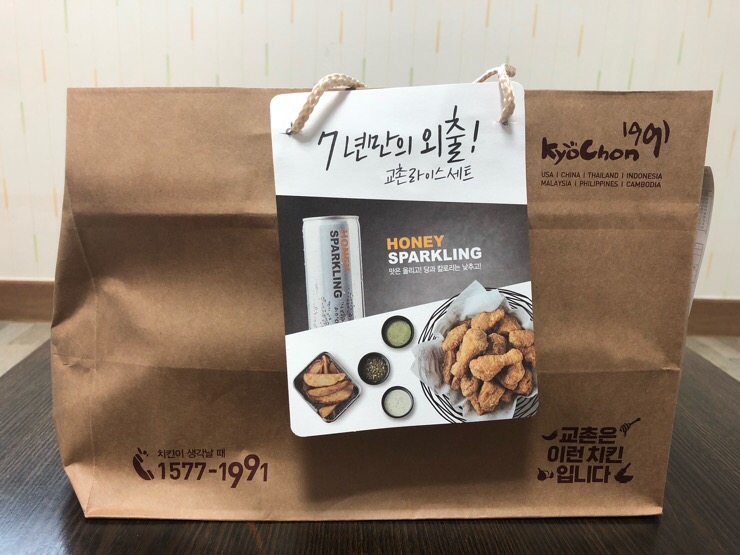 7년만의 외출!
교촌라이스세트
HONEY
SPARKLING
HONEY
SPARKLING
맛은 올리고! 당과 칼로리는 낮추고!
KyoChon 1991
USA | CHINA | THAILAND | INDONESIA
MALAYSIA | PHILIPPINES | CAMBODIA
치킨이 생각날 때
1577-1991
교촌은
이런 치킨
입니다